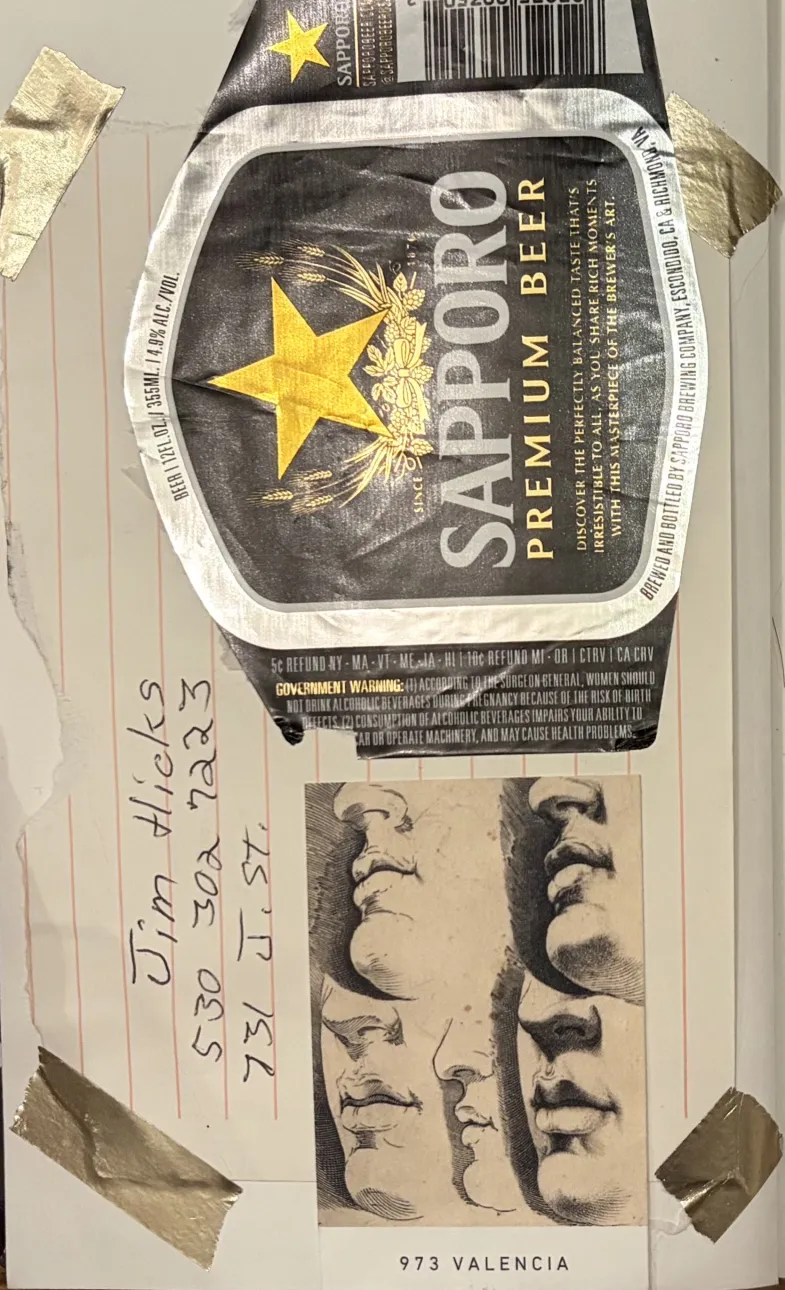 Jim Hicks
530 302 7223
731 J. ST.
SAPPORO
BEER | 12FL.OZ. | 355ML. | 4.9% ALC./VOL.
SINCE 1876
SAPPORO
PREMIUM BEER
DISCOVER THE PERFECTLY BALANCED TASTE THAT'S
IRRESISTIBLE TO ALL, AS YOU SHARE RICH MOMENTS
WITH THIS MASTERPIECE OF THE BREWER'S ART.
BREWED AND BOTTLED BY SAPPORO BREWING COMPANY, ESCONDIDO, CA & RICHMOND, VA
5¢ REFUND NY - MA - VT - ME - IA - HI | 10¢ REFUND MI - OR | CTRV | CA CRV
GOVERNMENT WARNING: (1) ACCORDING TO THE SURGEON GENERAL, WOMEN SHOULD
NOT DRINK ALCOHOLIC BEVERAGES DURING PREGNANCY BECAUSE OF THE RISK OF BIRTH
DEFECTS. (2) CONSUMPTION OF ALCOHOLIC BEVERAGES IMPAIRS YOUR ABILITY TO
CAR OR OPERATE MACHINERY, AND MAY CAUSE HEALTH PROBLEMS.
973 VALENCIA